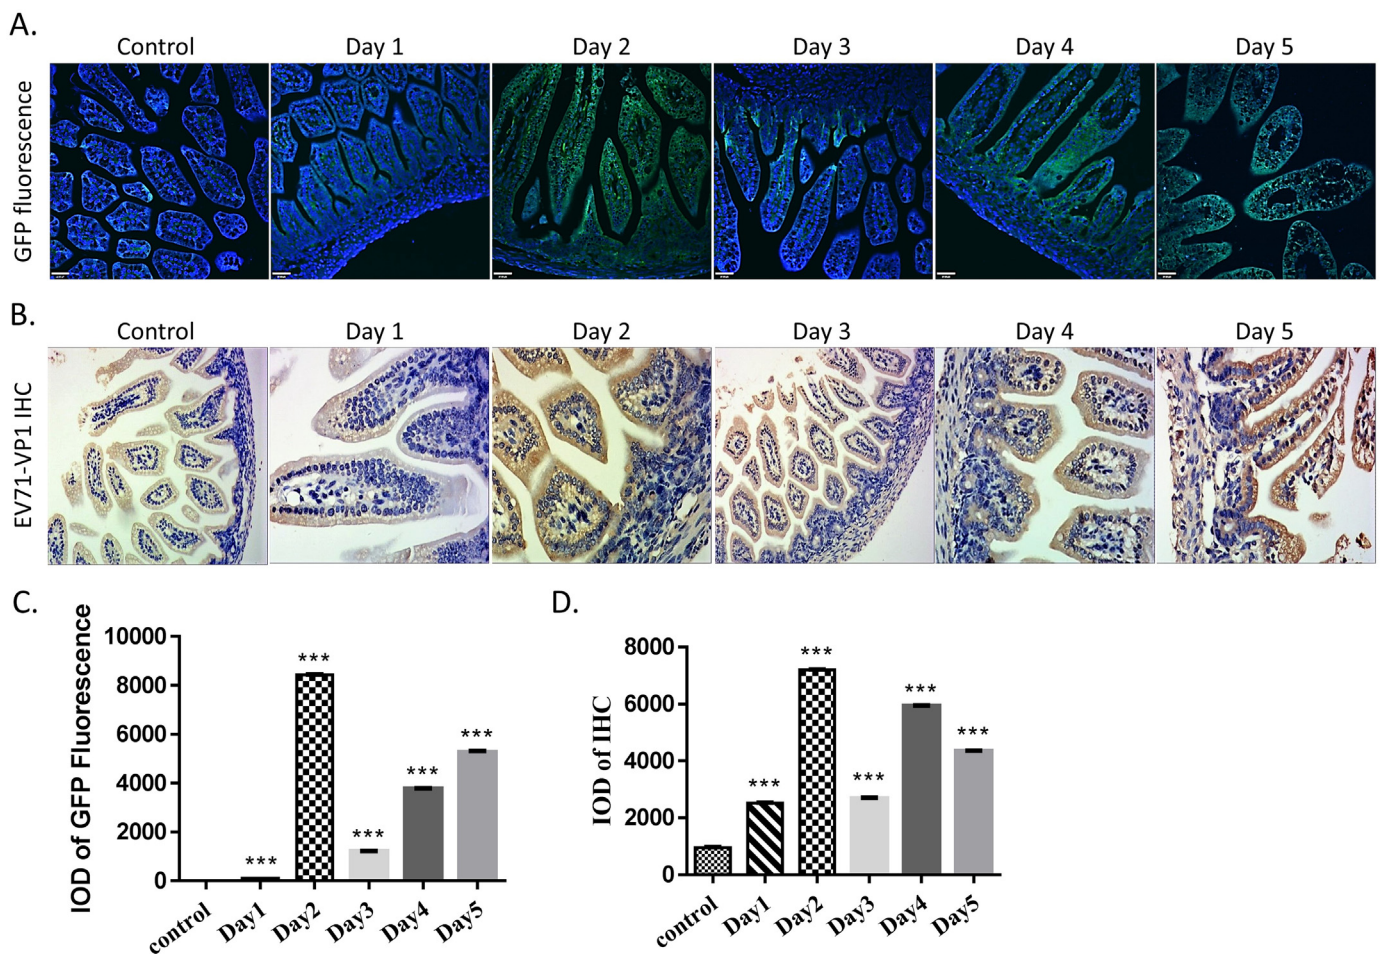 A.
Control Day 1 Day 2 Day 3 Day 4 Day 5
GFP fluorescence
B.
Control Day 1 Day 2 Day 3 Day 4 Day 5
EV71-VP1 IHC
C.
IOD of GFP Fluorescence
10000
8000
6000
4000
2000
0
***
***
***
***
***
control Day1 Day2 Day3 Day4 Day5
D.
IOD of IHC
8000
6000
4000
2000
0
***
***
***
***
***
control Day1 Day2 Day3 Day4 Day5